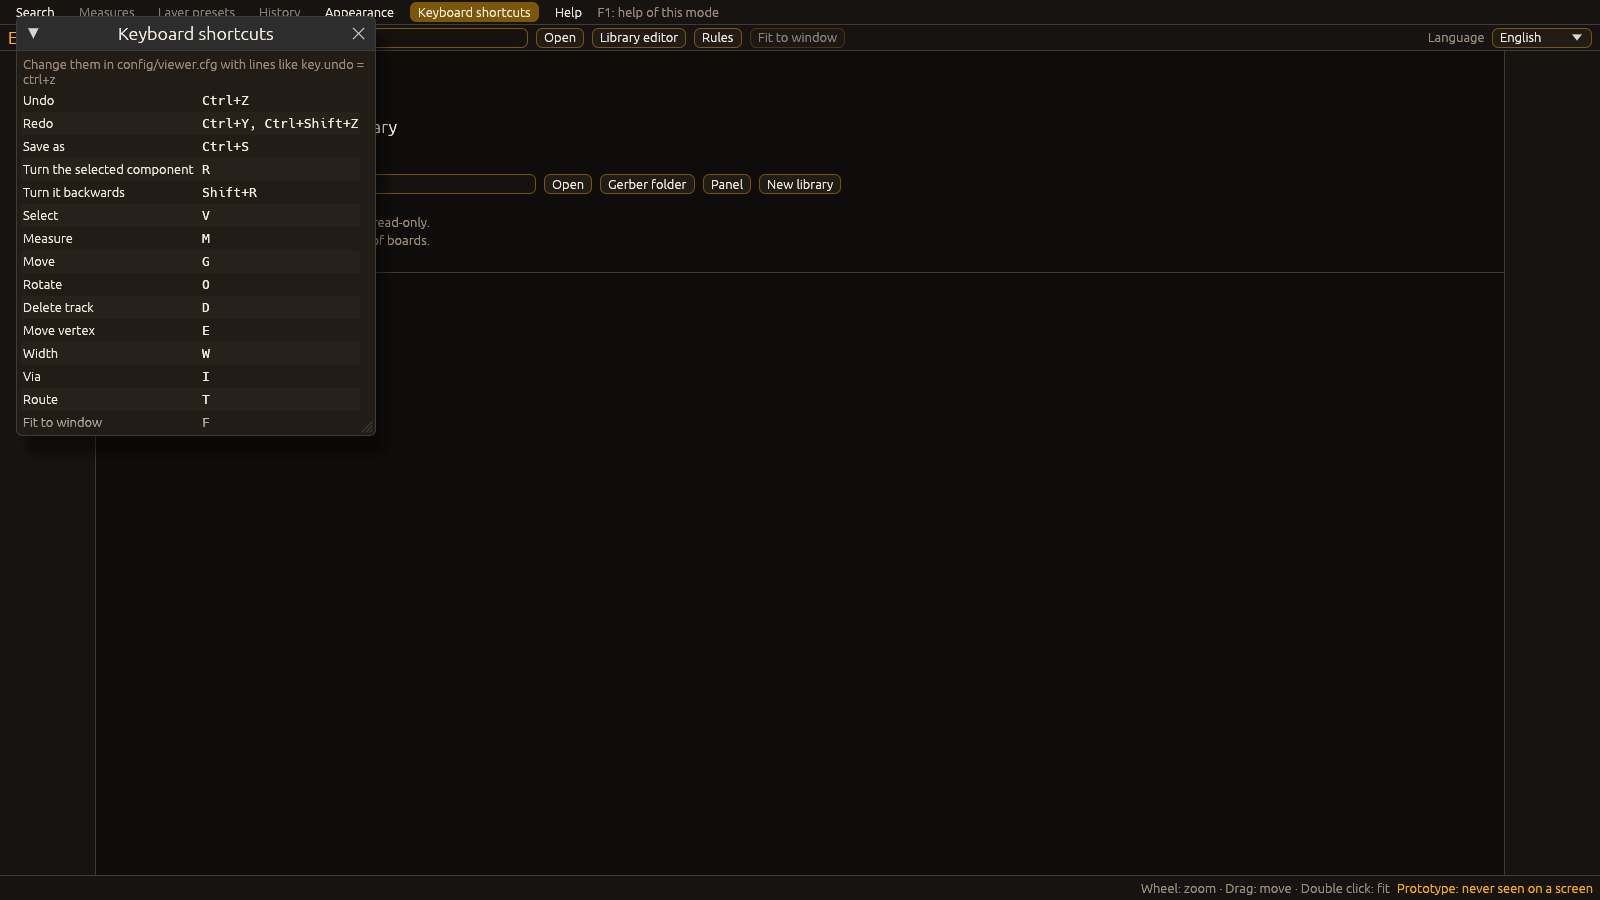 Search Measures Layer presets History Appearance Keyboard shortcuts Help F1: help of this mode
Keyboard shortcuts
Open Library editor Rules Fit to window Language English
Change them in config/viewer.cfg with lines like key.undo =
ctrl+z
Undo Ctrl+Z
Redo Ctrl+Y, Ctrl+Shift+Z
Save as Ctrl+S
Turn the selected component R
Turn it backwards Shift+R
Select V
Measure M
Move G
Rotate O
Delete track D
Move vertex E
Width W
Via I
Route T
Fit to window F
Open Gerber folder Panel New library
read-only.
of boards.
Wheel: zoom · Drag: move · Double click: fit Prototype: never seen on a screen